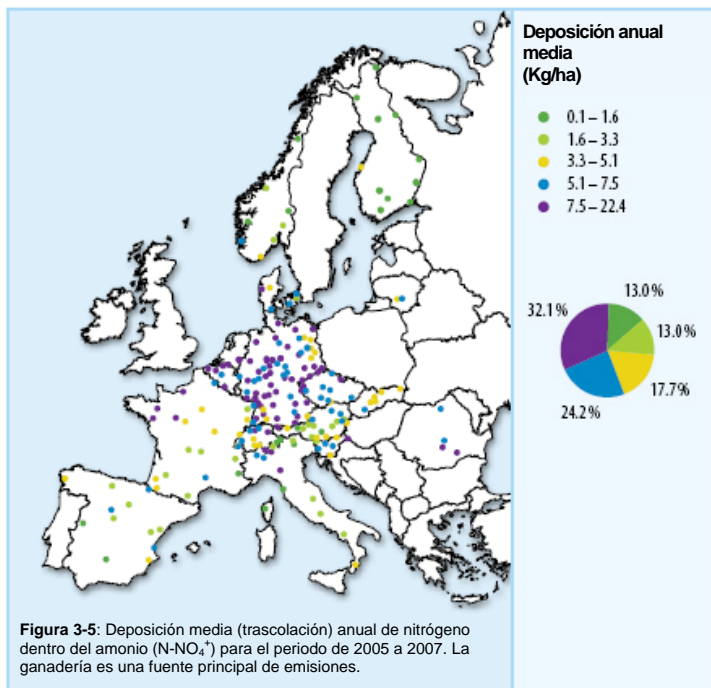 Deposición anual
media
(Kg/ha)
0.1 – 1.6
1.6 – 3.3
3.3 – 5.1
5.1 – 7.5
7.5 – 22.4
32.1 %
13.0 %
13.0 %
17.7 %
24.2 %
Figura 3-5: Deposición media (trascolación) anual de nitrógeno
dentro del amonio (N-NO₄⁺) para el periodo de 2005 a 2007. La
ganadería es una fuente principal de emisiones.